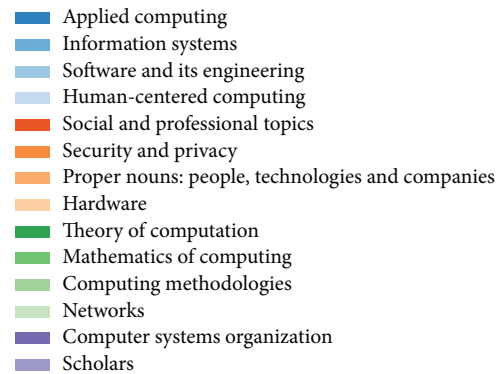 Applied computing
Information systems
Software and its engineering
Human-centered computing
Social and professional topics
Security and privacy
Proper nouns: people, technologies and companies
Hardware
Theory of computation
Mathematics of computing
Computing methodologies
Networks
Computer systems organization
Scholars